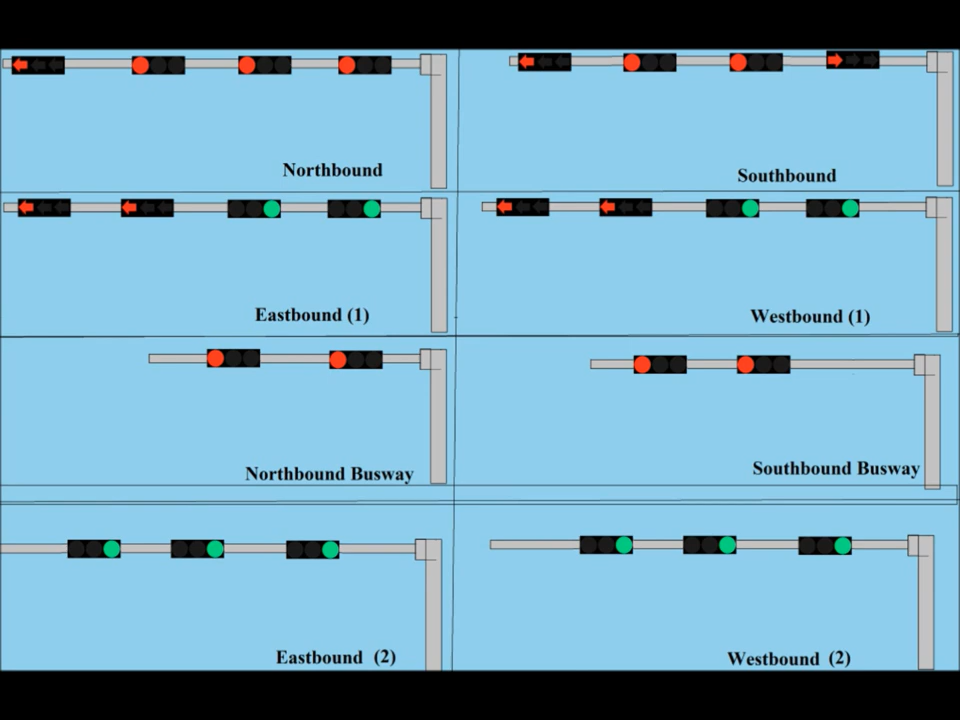 Northbound
Southbound
Eastbound (1)
Westbound (1)
Northbound Busway
Southbound Busway
Eastbound (2)
Westbound (2)